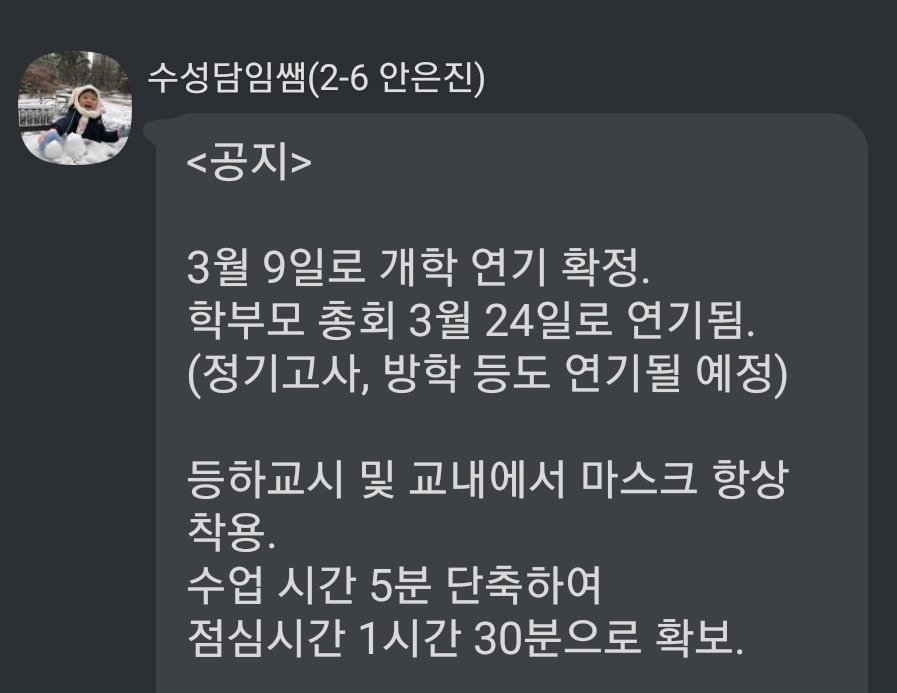 수성담임쌤(2-6 안은진)
<공지>
3월 9일로 개학 연기 확정.
학부모 총회 3월 24일로 연기됨.
(정기고사, 방학 등도 연기될 예정)
등하교시 및 교내에서 마스크 항상
착용.
수업 시간 5분 단축하여
점심시간 1시간 30분으로 확보.